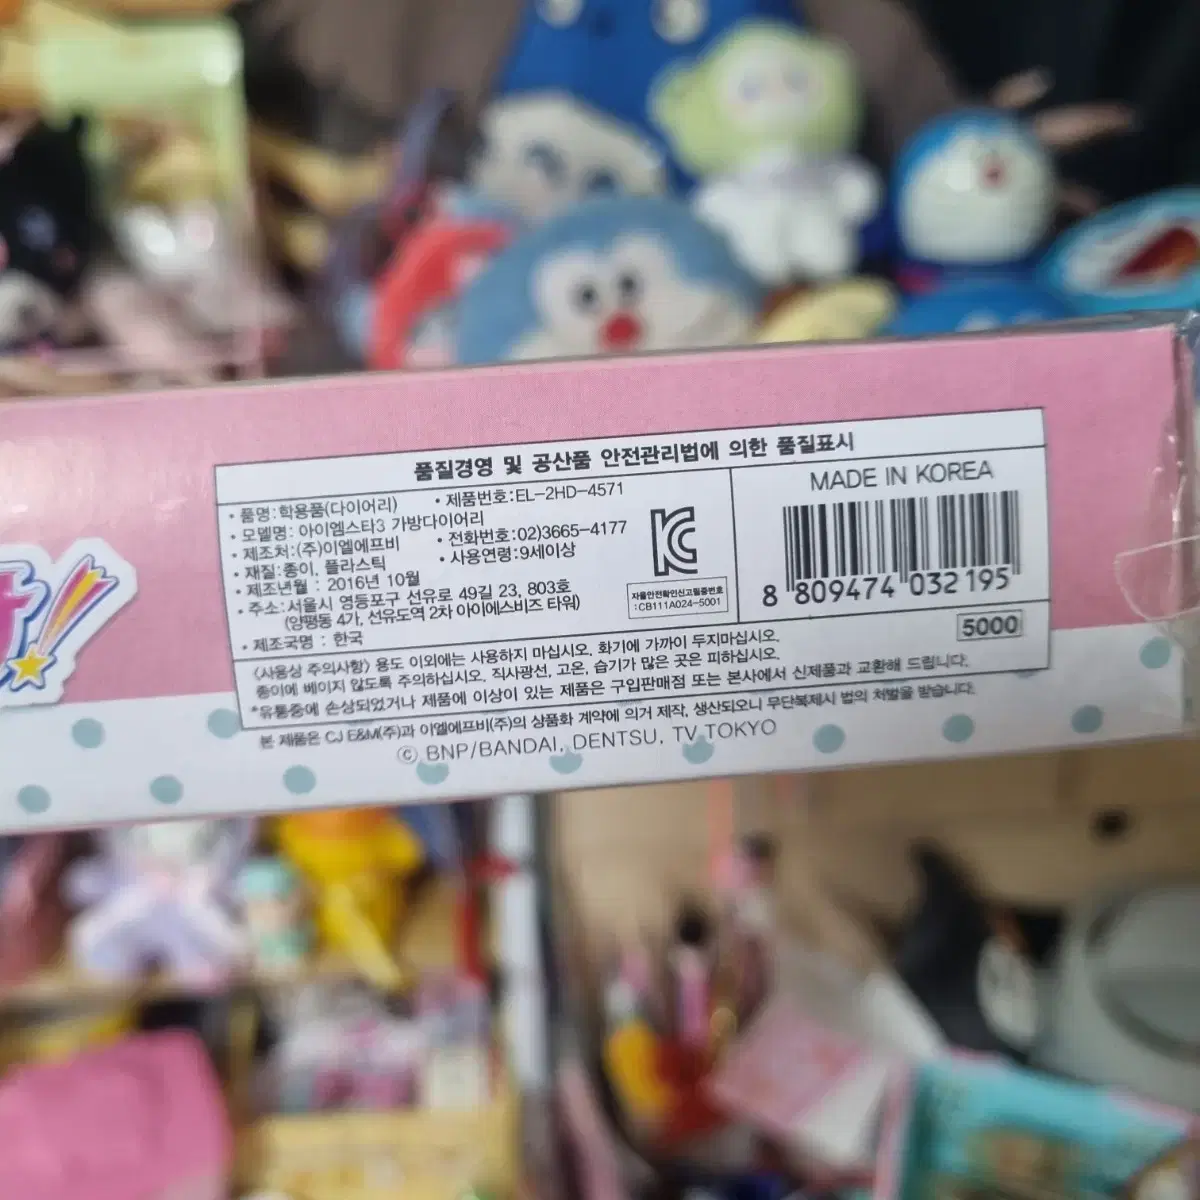 품질경영 및 공산품 안전관리법에 의한 품질표시
• 품명:학용품(다이어리)
• 제품번호:EL-2HD-4571
• 모델명: 아이엠스타3 가방다이어리
• 제조처:(주)이엘에프비
• 전화번호:02)3665-4177
• 재질:종이, 플라스틱
• 사용연령:9세이상
• 제조년월 : 2016년 10월
• 주소:서울시 영등포구 선유로 49길 23, 803호
(양평동 4가, 선유도역 2차 아이에스비즈 타워)
• 제조국명 : 한국
자율안전확인신고필증번호
:CB111A024-5001
MADE IN KOREA
8 809474 032195
5000
<사용상 주의사항> 용도 이외에는 사용하지 마십시오. 화기에 가까이 두지마십시오.
종이에 베이지 않도록 주의하십시오. 직사광선, 고온, 습기가 많은 곳은 피하십시오.
*유통중에 손상되었거나 제품에 이상이 있는 제품은 구입판매점 또는 본사에서 신제품과 교환해 드립니다.
본 제품은 CJ E&M(주)과 이엘에프비(주)의 상품화 계약에 의거 제작, 생산되오니 무단복제시 법의 처벌을 받습니다.
ⓒ BNP/BANDAI, DENTSU, TV TOKYO